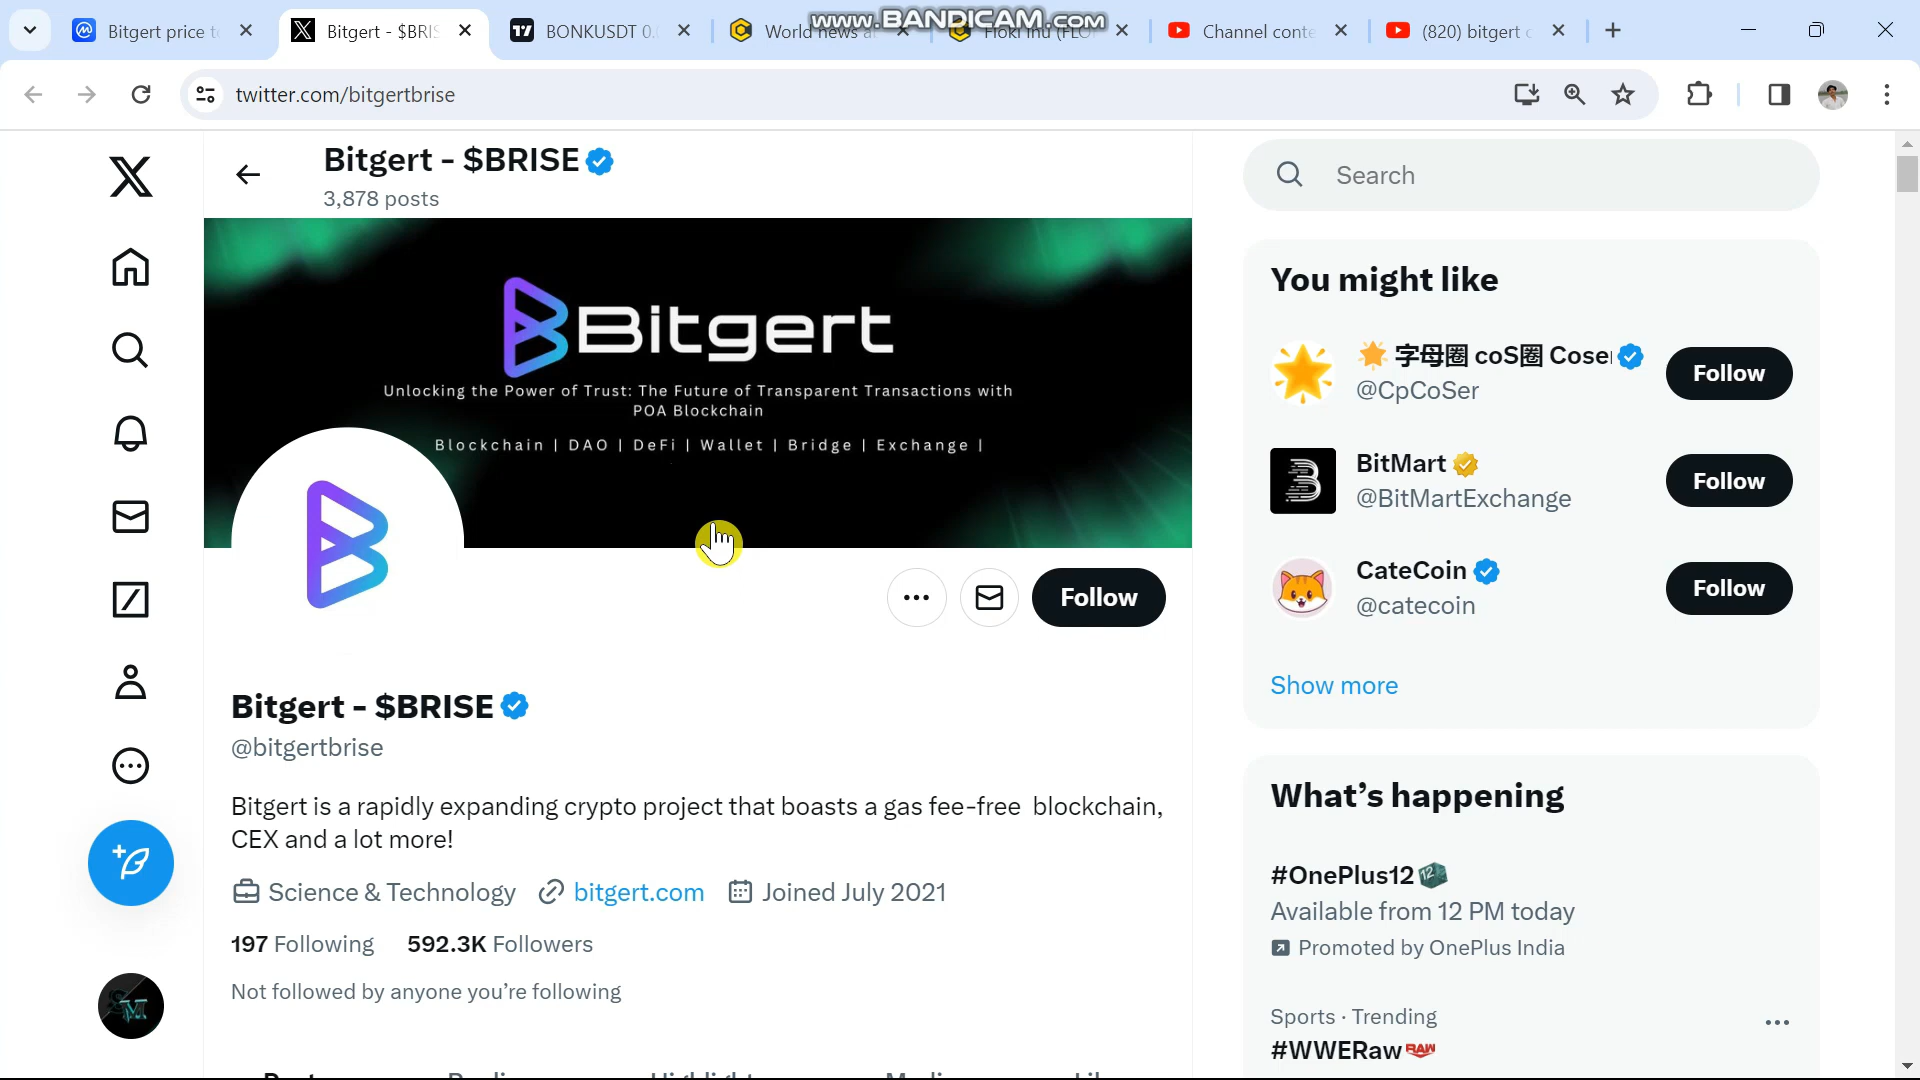 Bitgert price t
Bitgert - $BRIS
BONKUSDT 0.
World news a
Floki Inu (FLO
Channel conte
(820) bitgert c
www.BANDICAM.com
twitter.com/bitgertbrise
Bitgert - $BRISE
3,878 posts
Search
Bitgert
Unlocking the Power of Trust: The Future of Transparent Transactions with
POA Blockchain
Blockchain | DAO | DeFi | Wallet | Bridge | Exchange |
Follow
Bitgert - $BRISE
@bitgertbrise
Bitgert is a rapidly expanding crypto project that boasts a gas fee-free blockchain,
CEX and a lot more!
Science & Technology bitgert.com Joined July 2021
197 Following 592.3K Followers
Not followed by anyone you’re following
You might like
字母圈 coS圈 Cose
@CpCoSer
Follow
BitMart
@BitMartExchange
Follow
CateCoin
@catecoin
Follow
Show more
What’s happening
#OnePlus12
Available from 12 PM today
Promoted by OnePlus India
Sports · Trending
#WWERaw